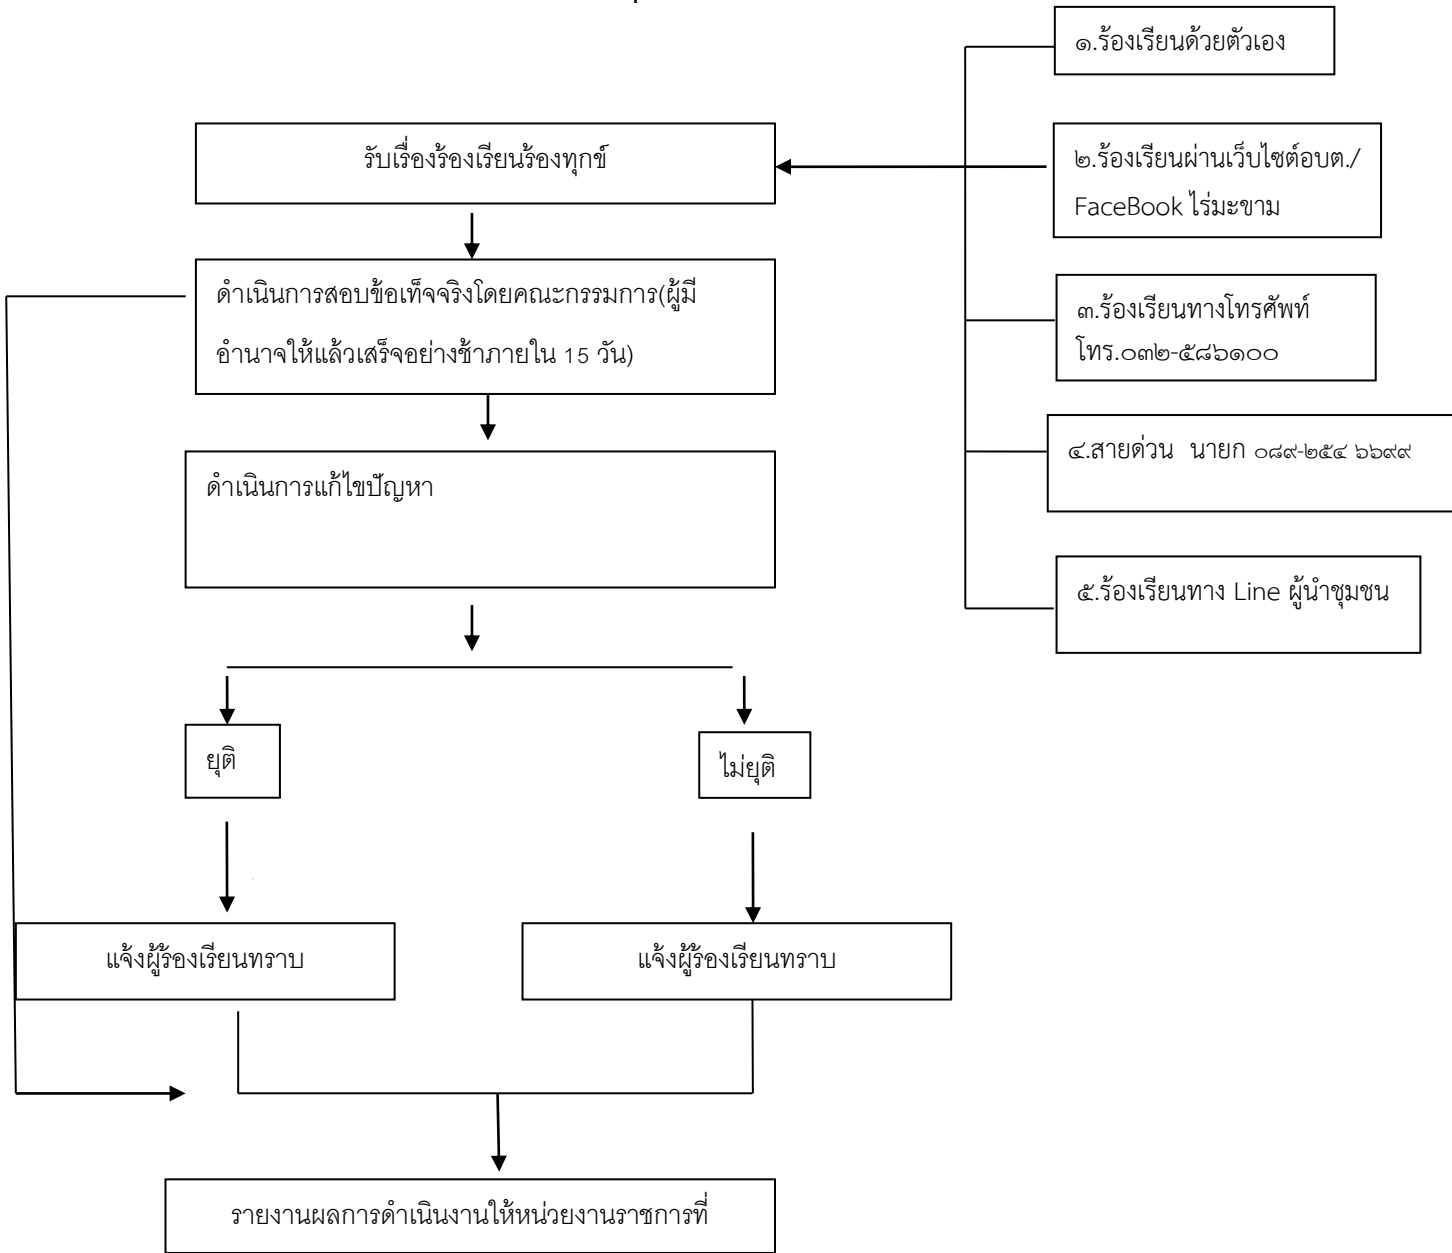 ๑.ร้องเรียนด้วยตัวเอง
รับเรื่องร้องเรียนร้องทุกข์
๒.ร้องเรียนผ่านเว็บไซต์อบต./
FaceBook ไร่มะขาม
ดำเนินการสอบข้อเท็จจริงโดยคณะกรรมการ(ผู้มี
อำนาจให้แล้วเสร็จอย่างช้าภายใน 15 วัน)
๓.ร้องเรียนทางโทรศัพท์
โทร.๐๓๒-๕๘๖๑๐๐
๔.สายด่วน นายก ๐๘๙-๒๕๔ ๖๖๙๙
ดำเนินการแก้ไขปัญหา
๕.ร้องเรียนทาง Line ผู้นำชุมชน
ยุติ
ไม่ยุติ
แจ้งผู้ร้องเรียนทราบ
แจ้งผู้ร้องเรียนทราบ
รายงานผลการดำเนินงานให้หน่วยงานราชการที่